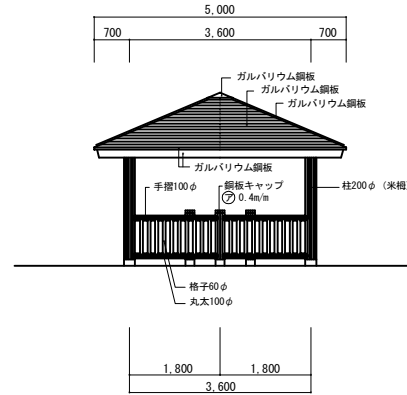 5,000
700 3,600 700
ガルバリウム鋼板
ガルバリウム鋼板
ガルバリウム鋼板
ガルバリウム鋼板
手摺100φ
銅板キャップ
㋐ 0.4m/m
柱200φ (米栂)
格子60φ
丸太100φ
1,800 1,800
3,600